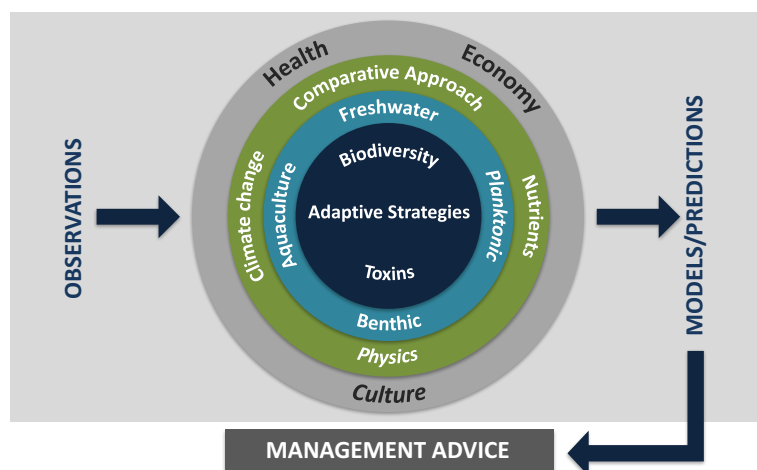 OBSERVATIONS
Health
Economy
Culture
Comparative Approach
Climate change
Nutrients
Physics
Freshwater
Aquaculture
Planktonic
Benthic
Biodiversity
Adaptive Strategies
Toxins
MODELS/PREDICTIONS
MANAGEMENT ADVICE